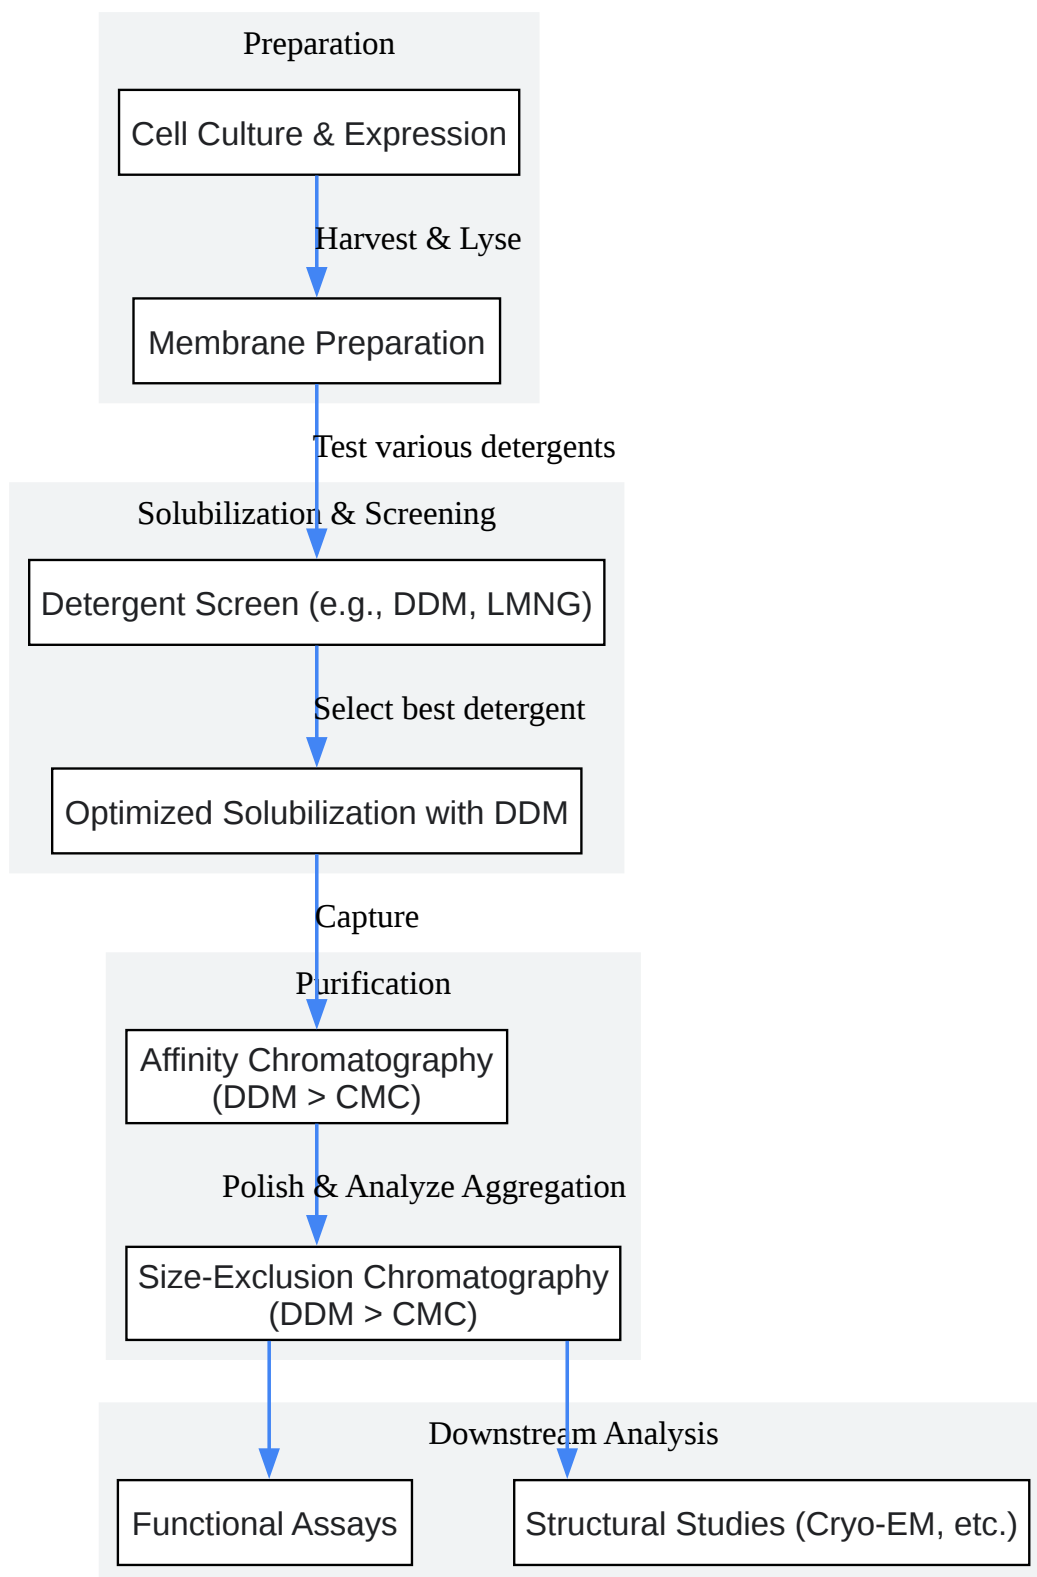 Preparation
Cell Culture & Expression
Harvest & Lyse
Membrane Preparation
Test various detergents
Solubilization & Screening
Detergent Screen (e.g., DDM, LMNG)
Select best detergent
Optimized Solubilization with DDM
Capture
Purification
Affinity Chromatography
(DDM > CMC)
Polish & Analyze Aggregation
Size-Exclusion Chromatography
(DDM > CMC)
Downstream Analysis
Functional Assays
Structural Studies (Cryo-EM, etc.)